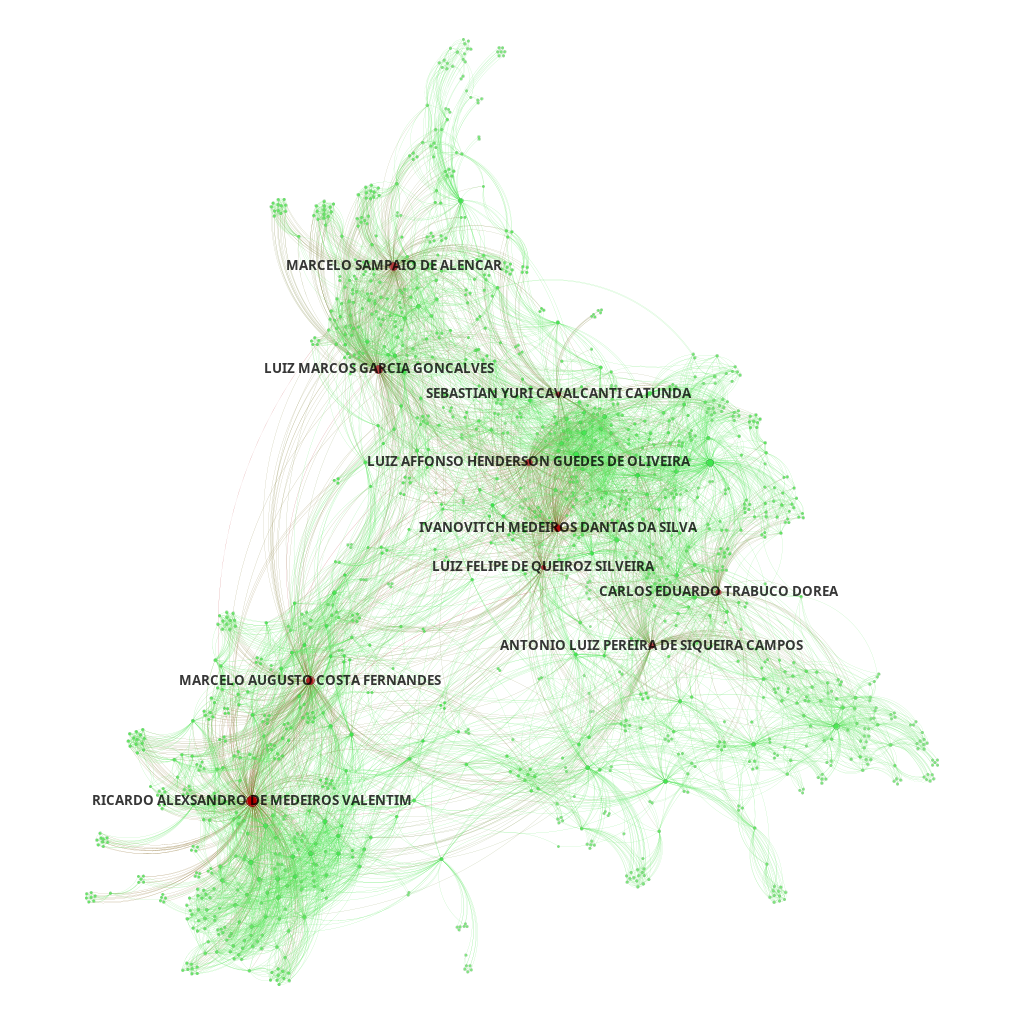 MARCELO SAMPAIO DE ALENCAR
LUIZ MARCOS GARCIA GONCALVES
SEBASTIAN YURI CAVALCANTI CATUNDA
LUIZ AFFONSO HENDERSON GUEDES DE OLIVEIRA
IVANOVITCH MEDEIROS DANTAS DA SILVA
LUIZ FELIPE DE QUEIROZ SILVEIRA
CARLOS EDUARDO TRABUCO DOREA
ANTONIO LUIZ PEREIRA DE SIQUEIRA CAMPOS
MARCELO AUGUSTO COSTA FERNANDES
RICARDO ALEXSANDRO DE MEDEIROS VALENTIM